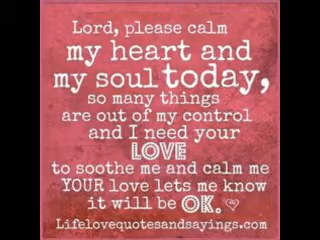 Lord, please calm
my heart and
my soul today,
so many things
are out of my control
and I need your
LOVE
to soothe me and calm me
YOUR love lets me know
it will be OK.
Lifelovequotesandsayings.com